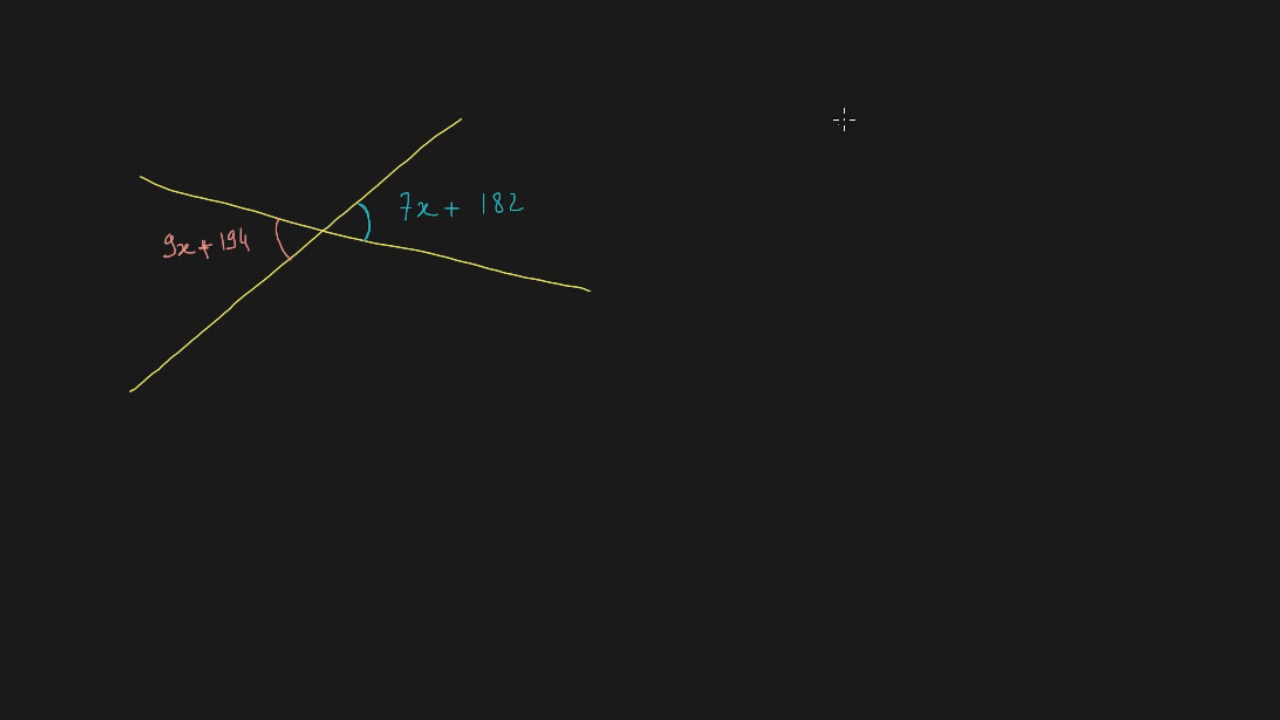 7x + 182
9x + 194